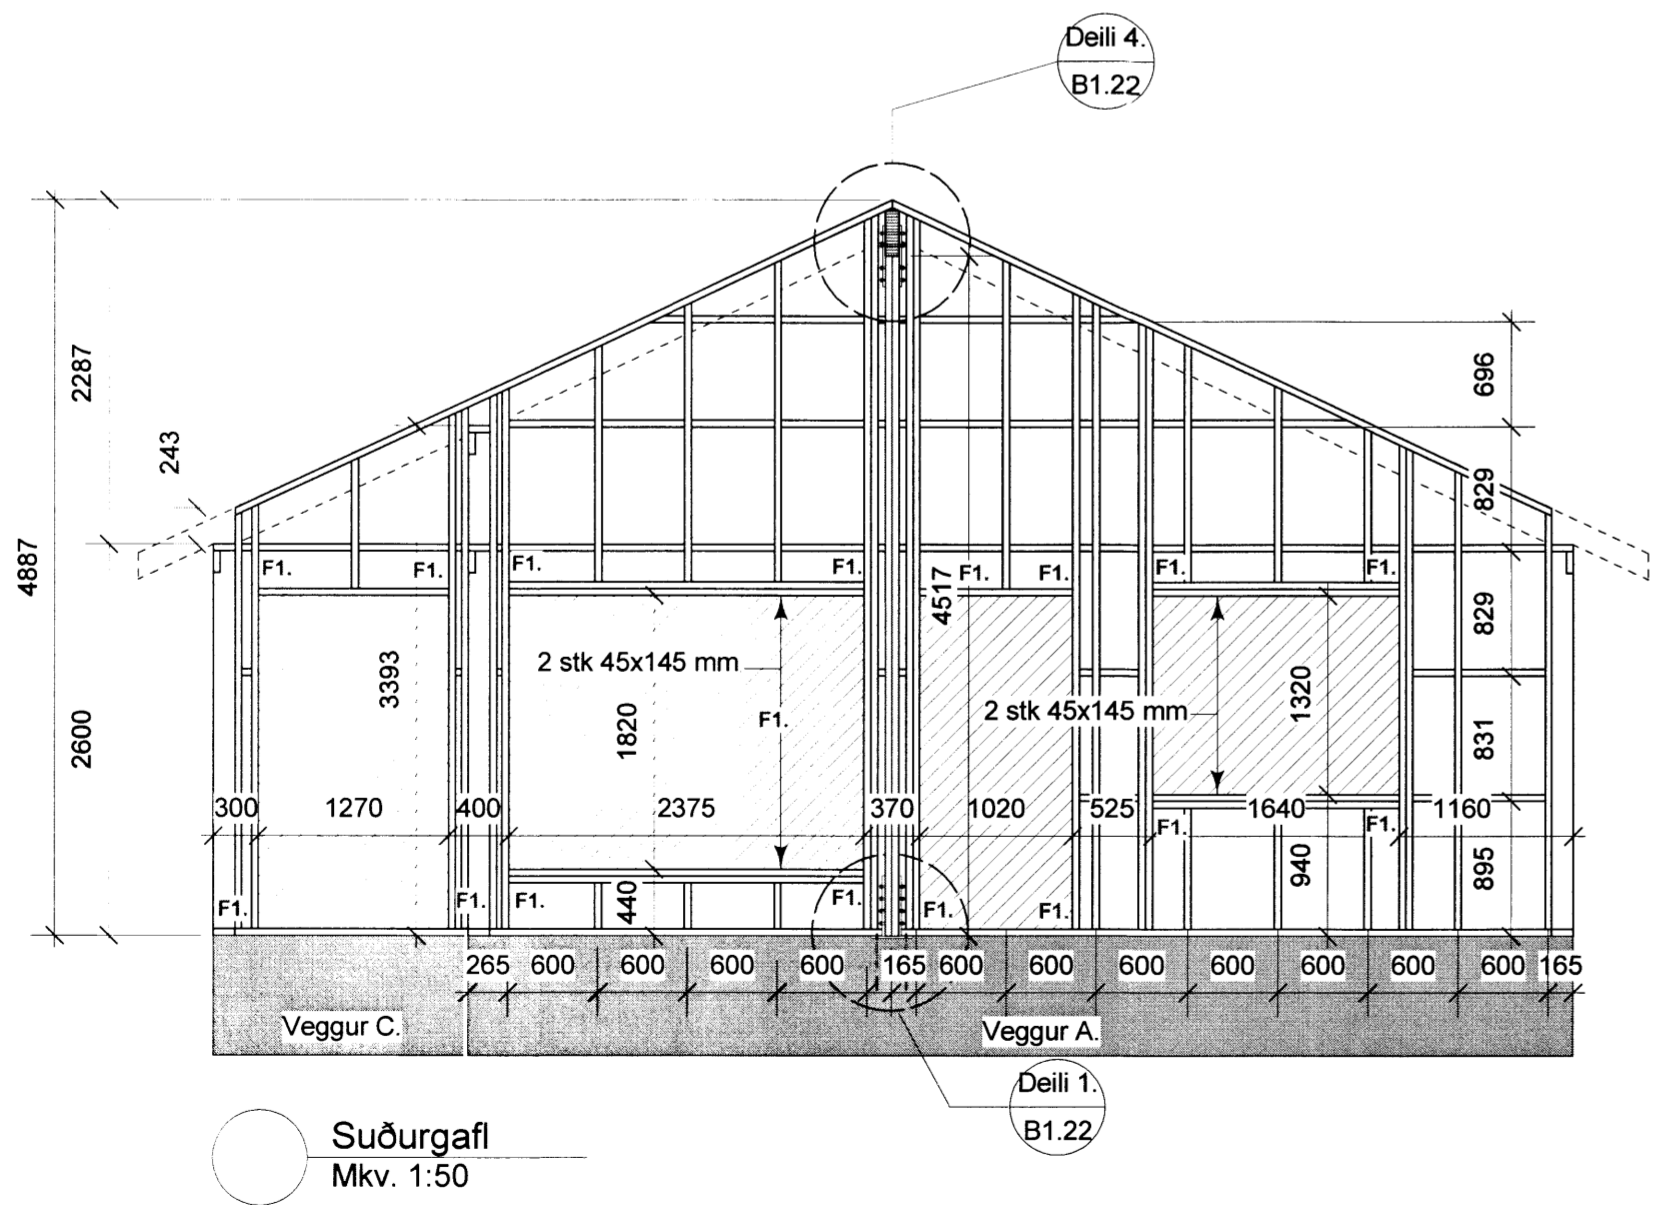 Deili 4.
B1.22
2287
696
243
829
4887
F1.
F1.
F1.
F1.
F1.
F1.
F1.
F1.
4517
829
2 stk 45x145 mm
3393
1320
2 stk 45x145 mm
F1.
1820
2600
831
300
1270
400
2375
370
1020
525
1640
1160
F1.
F1.
940
895
F1.
F1.
F1.
440
F1.
F1.
F1.
265
600
600
600
600
165
600
600
600
600
600
600
600
165
Veggur C.
Veggur A.
Deili 1.
B1.22
Suðurgafl
Mkv. 1:50